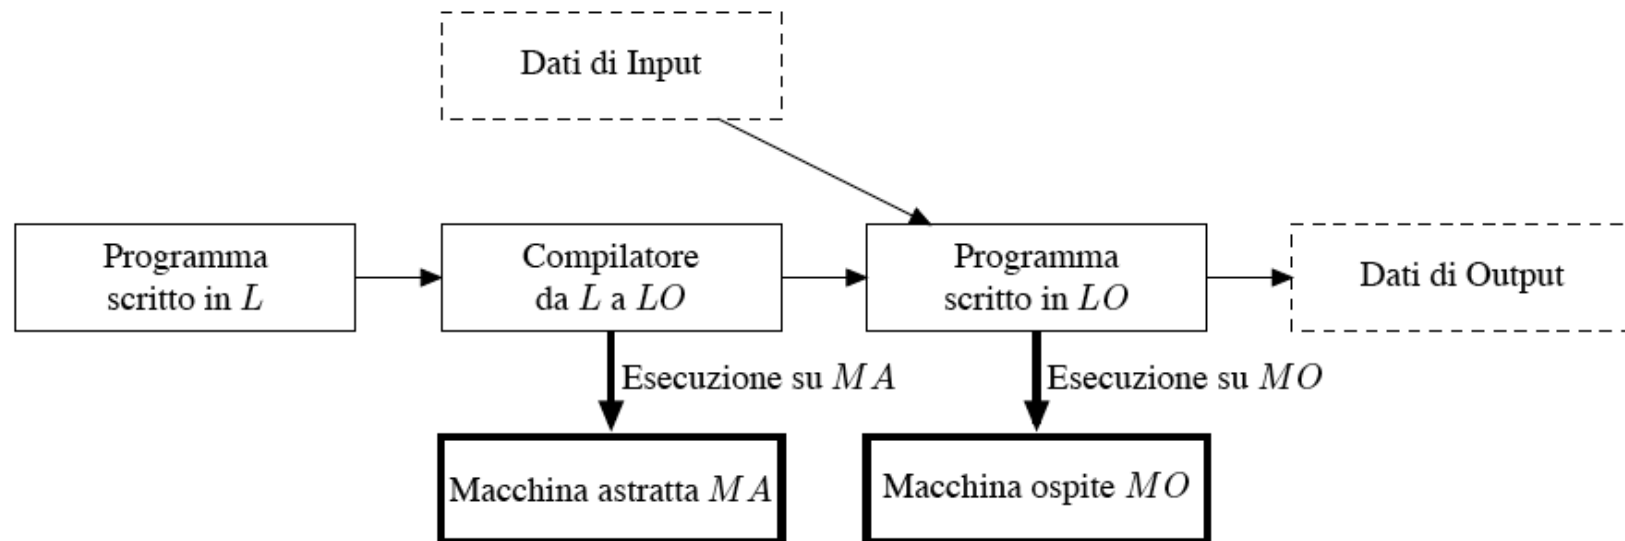 Dati di Input
Programma
scritto in L
Compilatore
da L a LO
Programma
scritto in LO
Dati di Output
Esecuzione su MA
Esecuzione su MO
Macchina astratta MA
Macchina ospite MO